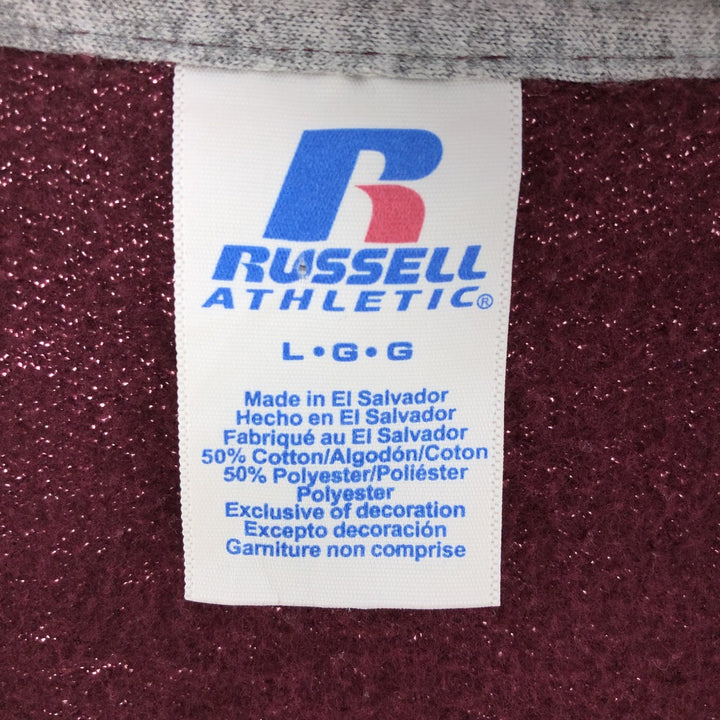 R
RUSSELL
ATHLETIC®
L•G•G
Made in El Salvador
Hecho en El Salvador
Fabriqué au El Salvador
50% Cotton/Algodón/Coton
50% Polyester/Poliéster
Polyester
Exclusive of decoration
Excepto decoración
Garniture non comprise